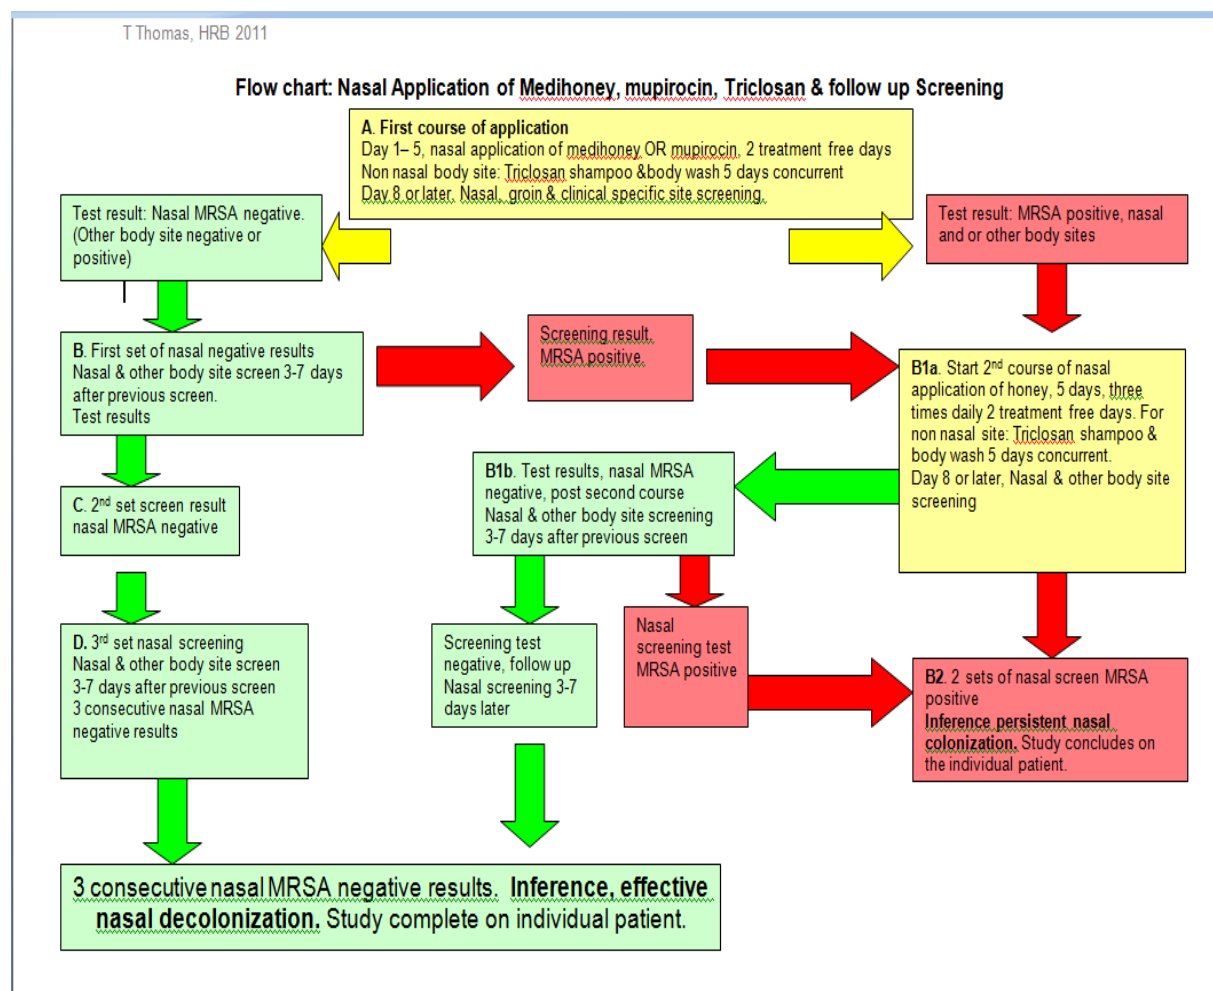 T Thomas, HRB 2011
Flow chart: Nasal Application of Medihoney, mupirocin, Triclosan & follow up Screening
A. First course of application
Day 1– 5, nasal application of medihoney OR mupirocin, 2 treatment free days
Non nasal body site: Triclosan shampoo &body wash 5 days concurrent
Day 8 or later, Nasal, groin & clinical specific site screening.
Test result: Nasal MRSA negative.
(Other body site negative or
positive)
Test result: MRSA positive, nasal
and or other body sites
B. First set of nasal negative results
Nasal & other body site screen 3-7 days
after previous screen.
Test results
Screening result,
MRSA positive.
B1a. Start 2nd course of nasal
application of honey, 5 days, three
times daily 2 treatment free days. For
non nasal site: Triclosan shampoo &
body wash 5 days concurrent.
Day 8 or later, Nasal & other body site
screening
B1b. Test results, nasal MRSA
negative, post second course
Nasal & other body site screening
3-7 days after previous screen
C. 2nd set screen result
nasal MRSA negative
D. 3rd set nasal screening
Nasal & other body site screen
3-7 days after previous screen
3 consecutive nasal MRSA
negative results
Screening test
negative, follow up
Nasal screening 3-7
days later
Nasal
screening test
MRSA positive
B2. 2 sets of nasal screen MRSA
positive
Inference persistent nasal
colonization. Study concludes on
the individual patient.
3 consecutive nasal MRSA negative results. Inference, effective
nasal decolonization. Study complete on individual patient.